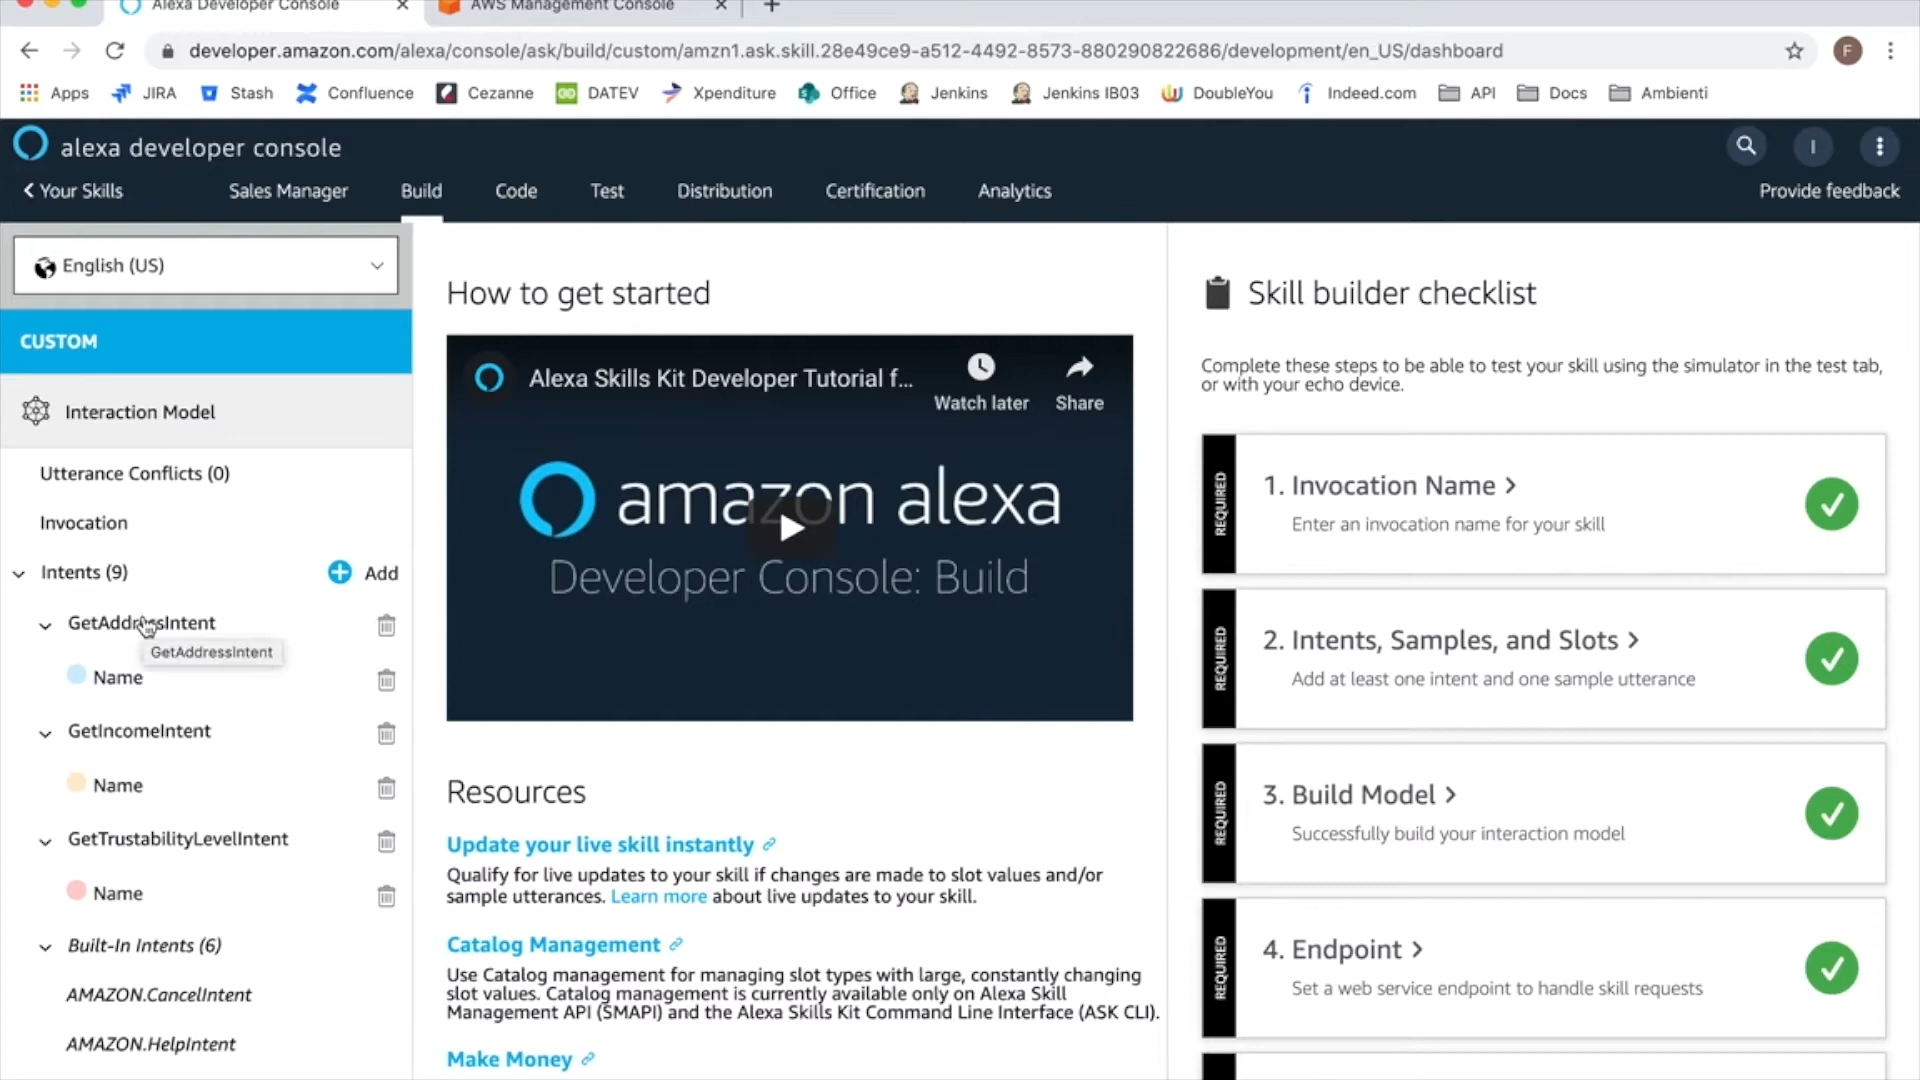 Alexa Developer Console
AWS Management Console
developer.amazon.com/alexa/console/ask/build/custom/amzn1.ask.skill.28e49ce9-a512-4492-8573-880290822686/development/en_US/dashboard
F
Apps JIRA Stash Confluence Cezanne DATEV Xpenditure Office Jenkins Jenkins IB03 DoubleYou Indeed.com API Docs Ambienti
alexa developer console
I
Your Skills Sales Manager Build Code Test Distribution Certification Analytics Provide feedback
English (US)
CUSTOM
Interaction Model
Utterance Conflicts (0)
Invocation
Intents (9) Add
GetAddressIntent
GetAddressIntent
Name
GetIncomeIntent
Name
GetTrustabilityLevelIntent
Name
Built-In Intents (6)
AMAZON.CancelIntent
AMAZON.HelpIntent
How to get started
Alexa Skills Kit Developer Tutorial f...
Watch later
Share
amazon alexa
Developer Console: Build
Resources
Update your live skill instantly
Qualify for live updates to your skill if changes are made to slot values and/or
sample utterances. Learn more about live updates to your skill.
Catalog Management
Use Catalog management for managing slot types with large, constantly changing
slot values. Catalog management is currently available only on Alexa Skill
Management API (SMAPI) and the Alexa Skills Kit Command Line Interface (ASK CLI).
Make Money
Skill builder checklist
Complete these steps to be able to test your skill using the simulator in the test tab,
or with your echo device.
REQUIRED
1. Invocation Name >
Enter an invocation name for your skill
REQUIRED
2. Intents, Samples, and Slots >
Add at least one intent and one sample utterance
REQUIRED
3. Build Model >
Successfully build your interaction model
REQUIRED
4. Endpoint >
Set a web service endpoint to handle skill requests